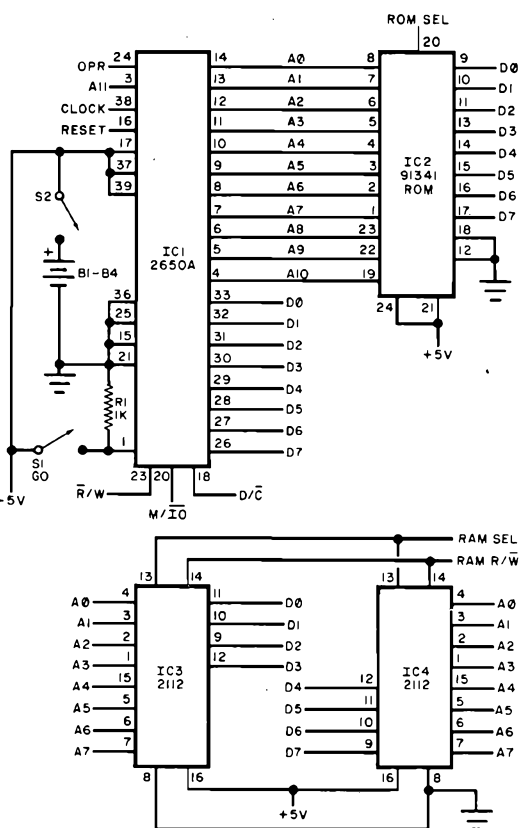 ROM SEL
20
24 14 A0 8 9
OPR D0
3 13 A1 7 10
A11 D1
38 12 A2 6 11
CLOCK D2
16 11 A3 5 13
RESET D3
17 10 A4 4 14 D4
37 9 A5 3 IC2 15 D5
39 8 A6 2 91341 16 D6
S2 7 A7 1 ROM 17 D7
6 A8 23 18
+ IC1 5 A9 22 12
B1-B4 2650A 4 A10 19
36 33 D0 24 21
25 32 D1
15 31 D2 +5V
21 30 D3
29 D4
R1 28 D5
1K 27 D6
1 26 D7
S1
GO 23 20 18
+5V R̅/W D/C̅
M/I̅O̅
RAM SEL
RAM R/W̅
13 14 13 14
A0 4 11 D0 4 A0
A1 3 10 D1 3 A1
A2 2 9 D2 2 A2
A3 1 IC3 12 D3 IC4 1 A3
A4 15 2112 D4 12 2112 15 A4
A5 5 D5 11 5 A5
A6 6 D6 10 6 A6
A7 7 D7 9 7 A7
8 16 16 8
+5V